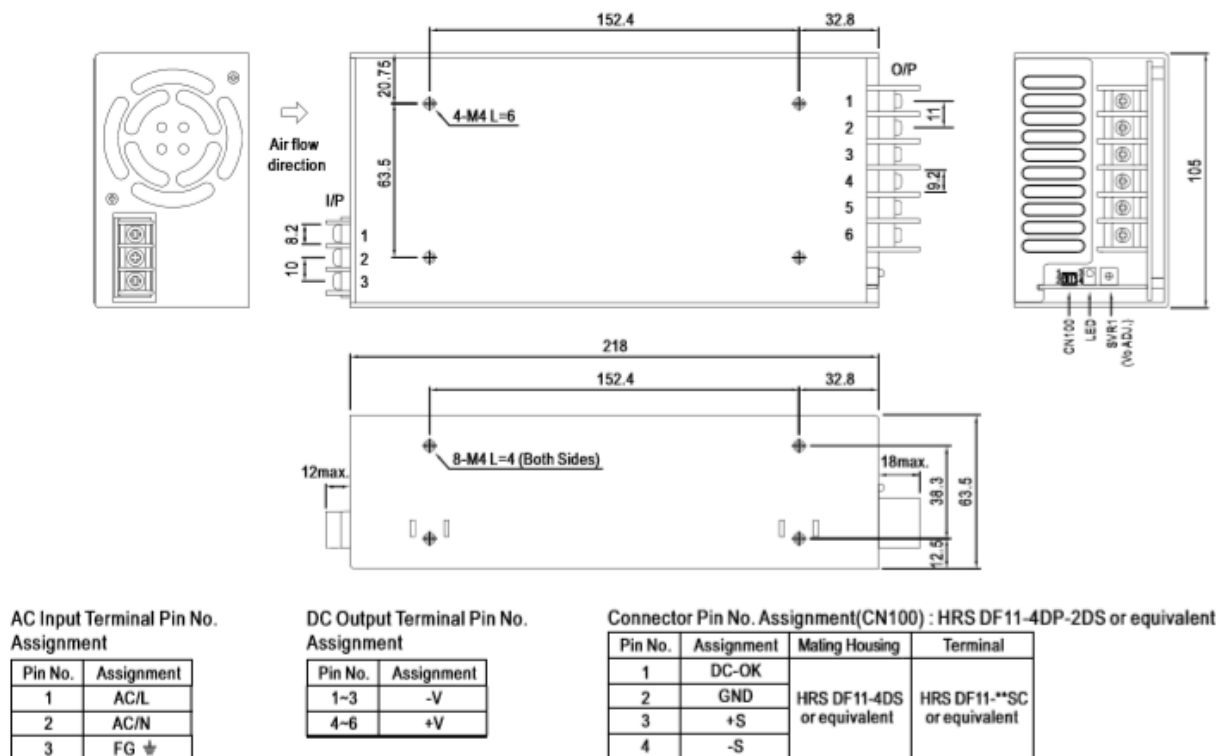 152.4
32.8
20.75
O/P
1
4-M4 L=6
2
11
Air flow
direction
3
63.5
4
9.2
105
I/P
5
8.2
1
6
2
10
3
CN100
LED
SVR1
(Vo ADJ.)
218
152.4
32.8
12max.
8-M4 L=4 (Both Sides)
18max.
38.3
63.5
12.5
AC Input Terminal Pin No.
Assignment
Pin No. Assignment
1 AC/L
2 AC/N
3 FG ⏚
DC Output Terminal Pin No.
Assignment
Pin No. Assignment
1~3 -V
4~6 +V
Connector Pin No. Assignment(CN100) : HRS DF11-4DP-2DS or equivalent
Pin No. Assignment Mating Housing Terminal
1 DC-OK
2 GND
3 +S
4 -S
HRS DF11-4DS
or equivalent
HRS DF11-**SC
or equivalent